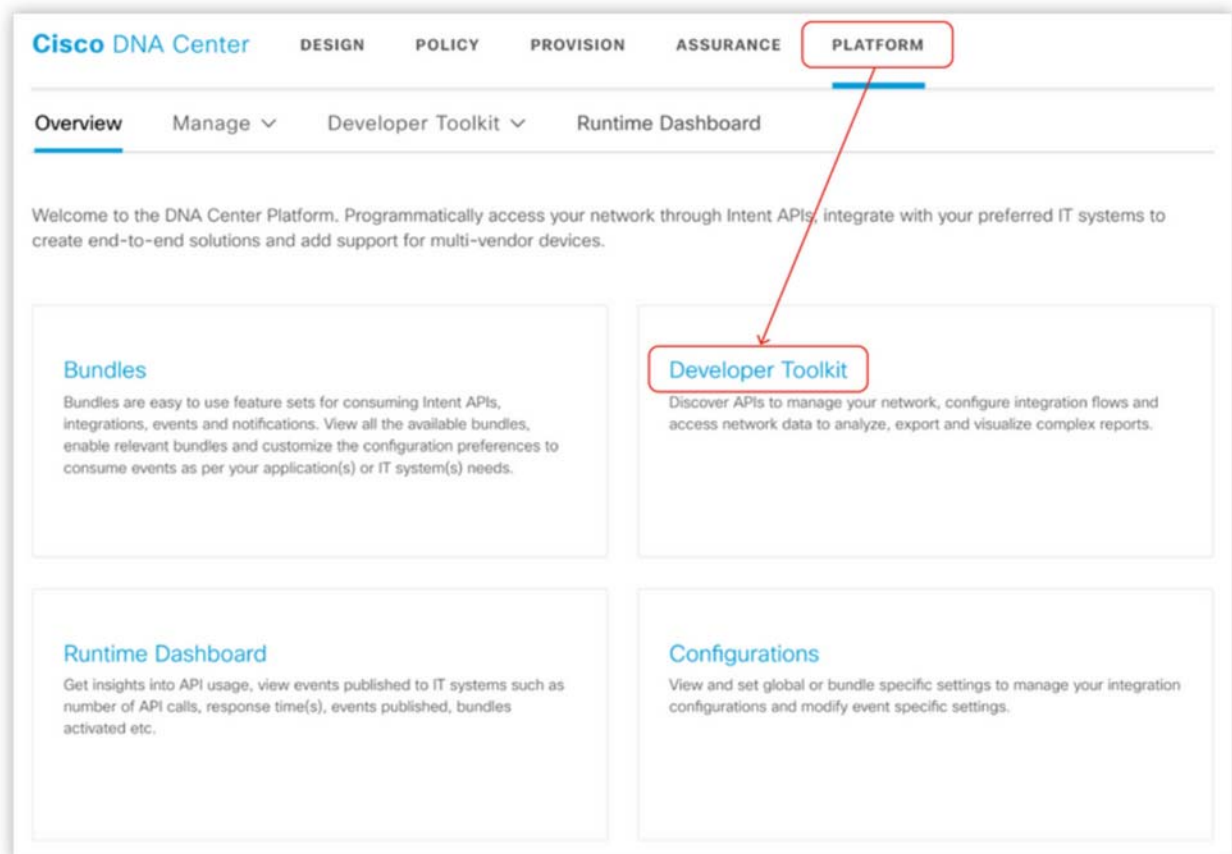 Cisco DNA Center DESIGN POLICY PROVISION ASSURANCE PLATFORM
Overview Manage Developer Toolkit Runtime Dashboard
Welcome to the DNA Center Platform. Programmatically access your network through Intent APIs, integrate with your preferred IT systems to
create end-to-end solutions and add support for multi-vendor devices.
Bundles
Bundles are easy to use feature sets for consuming Intent APIs,
integrations, events and notifications. View all the available bundles,
enable relevant bundles and customize the configuration preferences to
consume events as per your application(s) or IT system(s) needs.
Developer Toolkit
Discover APIs to manage your network, configure integration flows and
access network data to analyze, export and visualize complex reports.
Runtime Dashboard
Get insights into API usage, view events published to IT systems such as
number of API calls, response time(s), events published, bundles
activated etc.
Configurations
View and set global or bundle specific settings to manage your integration
configurations and modify event specific settings.